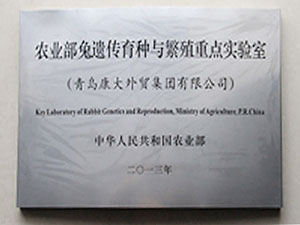 农业部兔遗传育种与繁殖重点实验室
(青岛康大外贸集团有限公司)
Key Laboratory of Rabbit Genetics and Reproduction, Ministry of Agriculture, P.R.China
中华人民共和国农业部
二〇一三年